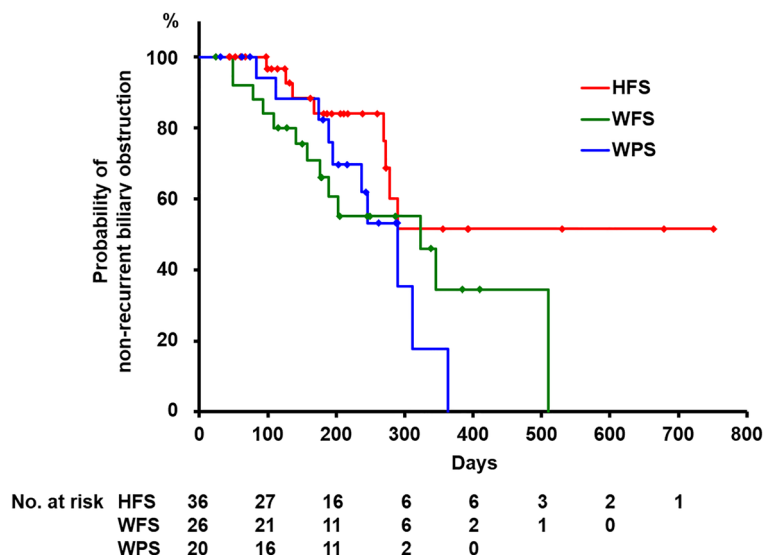 %
100
80
60
40
20
0
Probability of
non-recurrent biliary obstruction
HFS
WFS
WPS
0 100 200 300 400 500 600 700 800
Days
No. at risk HFS 36 27 16 6 6 3 2 1
WFS 26 21 11 6 2 1 0
WPS 20 16 11 2 0